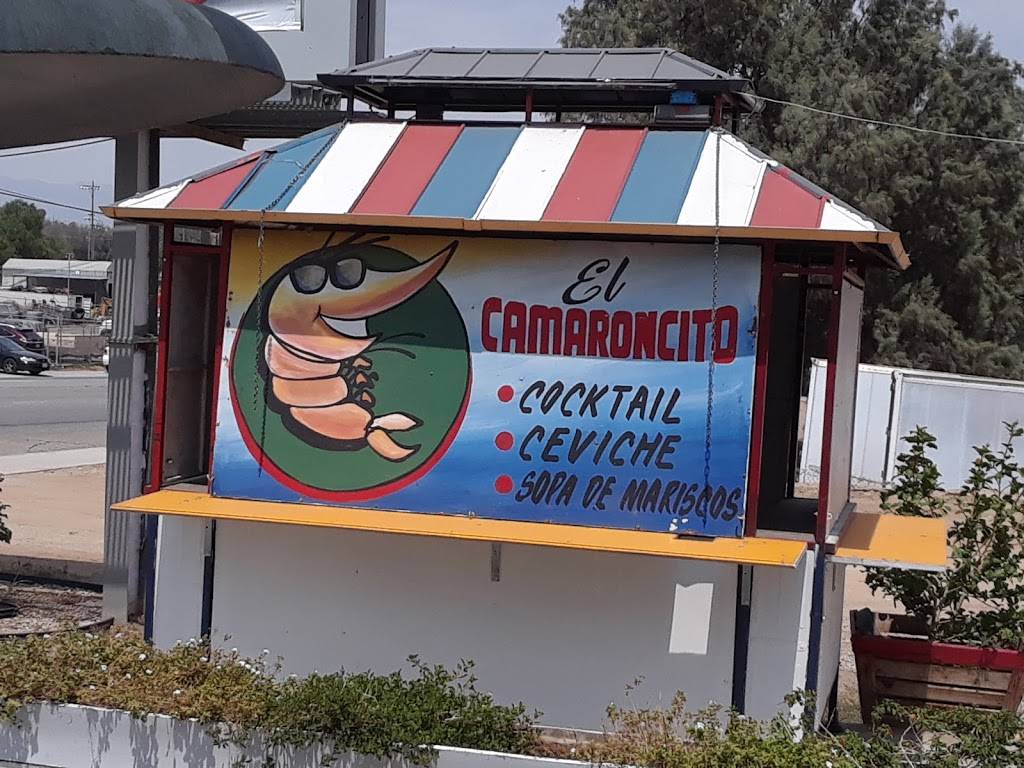 El
CAMARONCITO
• COCKTAIL
• CEVICHE
• SOPA DE MARISCOS